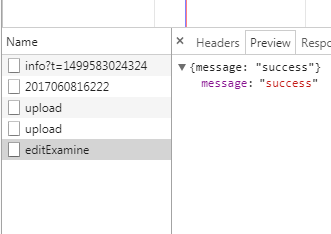 Name
info?t=1499583024324
2017060816222
upload
upload
editExamine
× Headers Preview Respo
▼ {message: "success"}
message: "success"